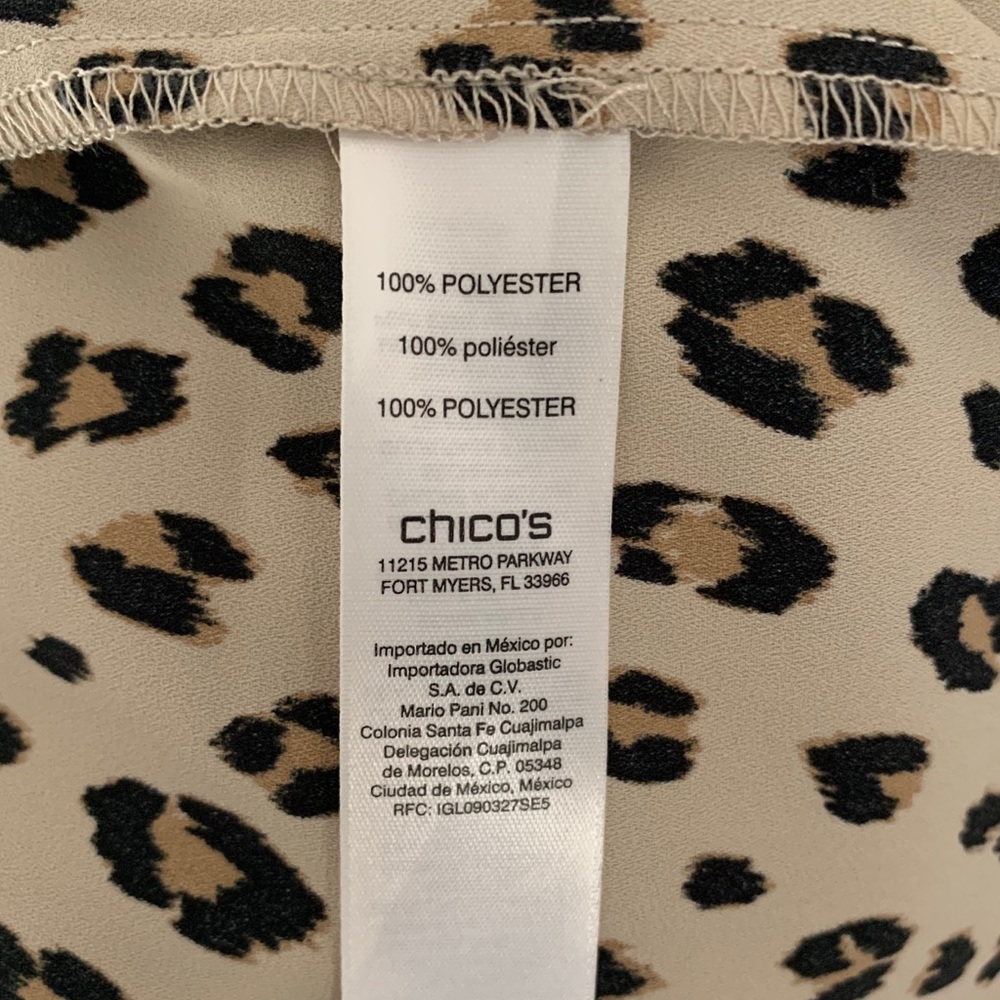 100% POLYESTER
100% poliéster
100% POLYESTER
chico's
11215 METRO PARKWAY
FORT MYERS, FL 33966
Importado en México por:
Importadora Globastic
S.A. de C.V.
Mario Pani No. 200
Colonia Santa Fe Cuajimalpa
Delegación Cuajimalpa
de Morelos, C.P. 05348
Ciudad de México, México
RFC: IGL090327SE5